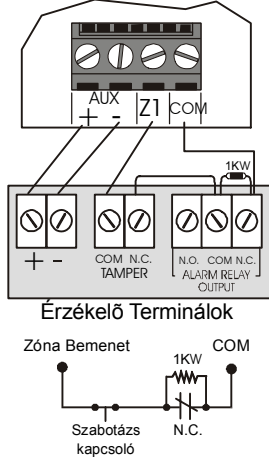 AUX Z1 COM
+ -
1KW
+ - COM N.C. N.O. COM N.C.
TAMPER ALARM RELAY
OUTPUT
Érzékelõ Terminálok
Zóna Bemenet COM
1KW
Szabotázs N.C.
kapcsoló